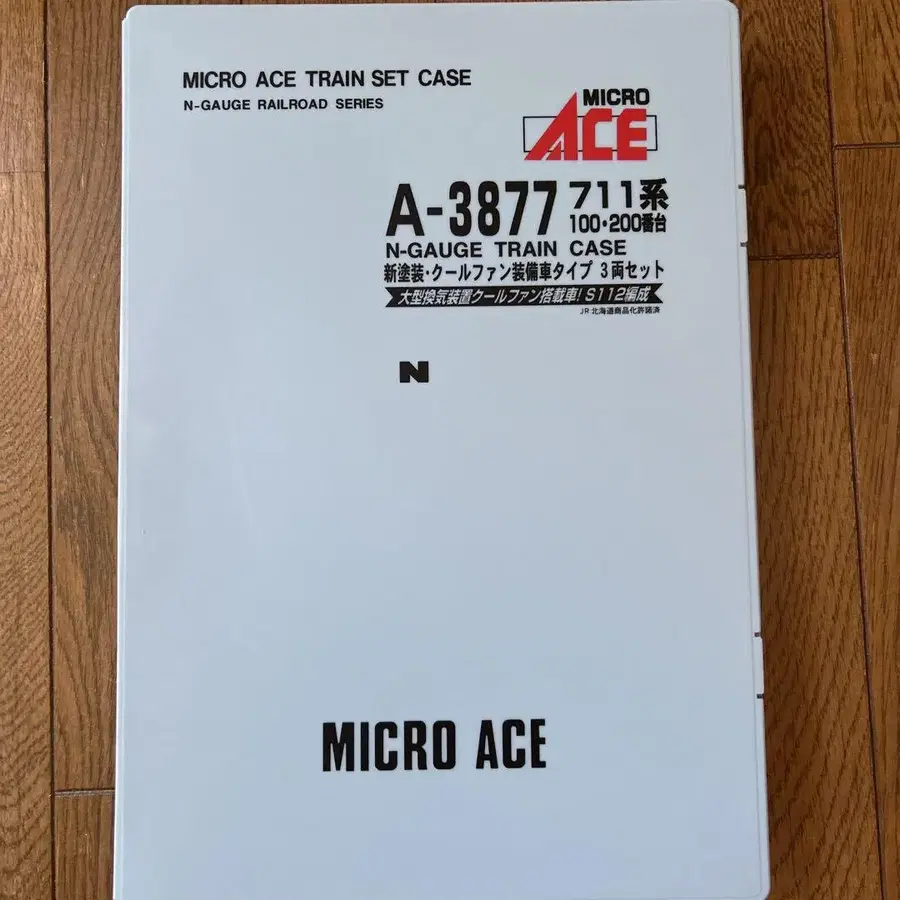 MICRO ACE TRAIN SET CASE
N-GAUGE RAILROAD SERIES
MICRO
ACE
A-3877 711系
100・200番台
N-GAUGE TRAIN CASE
新塗装・クールファン装備車タイプ 3両セット
大型換気装置クールファン搭載車! S112編成
JR北海道商品化許諾済
N
MICRO ACE